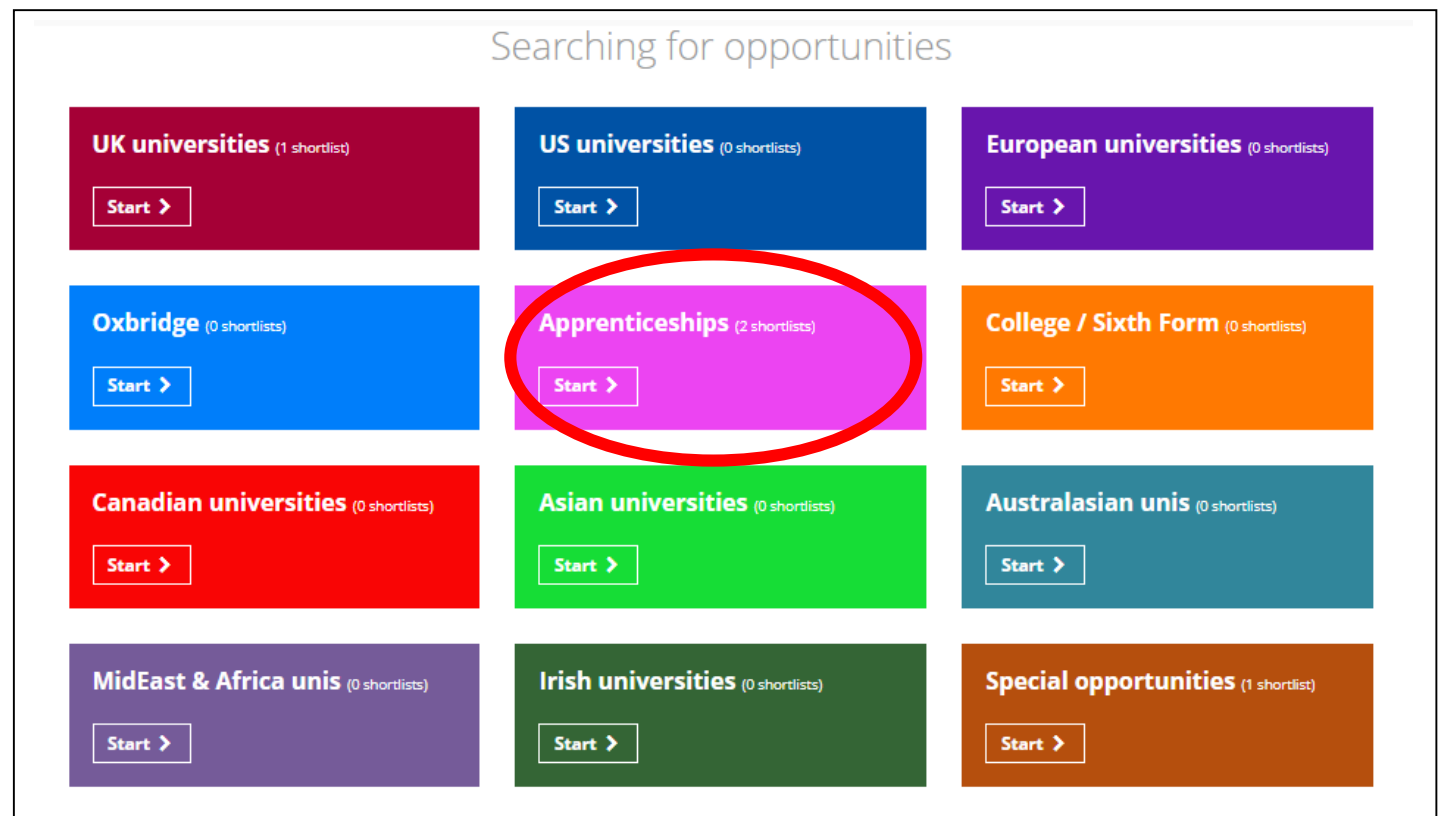 Searching for opportunities
UK universities (1 shortlist)
Start
US universities (0 shortlists)
Start
European universities (0 shortlists)
Start
Oxbridge (0 shortlists)
Start
Apprenticeships (2 shortlists)
Start
College / Sixth Form (0 shortlists)
Start
Canadian universities (0 shortlists)
Start
Asian universities (0 shortlists)
Start
Australasian unis (0 shortlists)
Start
MidEast & Africa unis (0 shortlists)
Start
Irish universities (0 shortlists)
Start
Special opportunities (1 shortlist)
Start